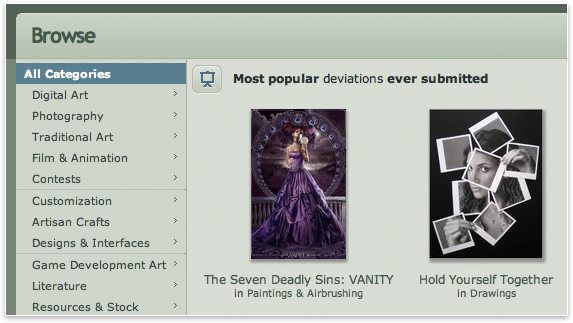 Browse
All Categories
Digital Art
Photography
Traditional Art
Film & Animation
Contests
Customization
Artisan Crafts
Designs & Interfaces
Game Development Art
Literature
Resources & Stock
Most popular deviations ever submitted
VANITY
The Seven Deadly Sins: VANITY
in Paintings & Airbrushing
Hold Yourself Together
in Drawings